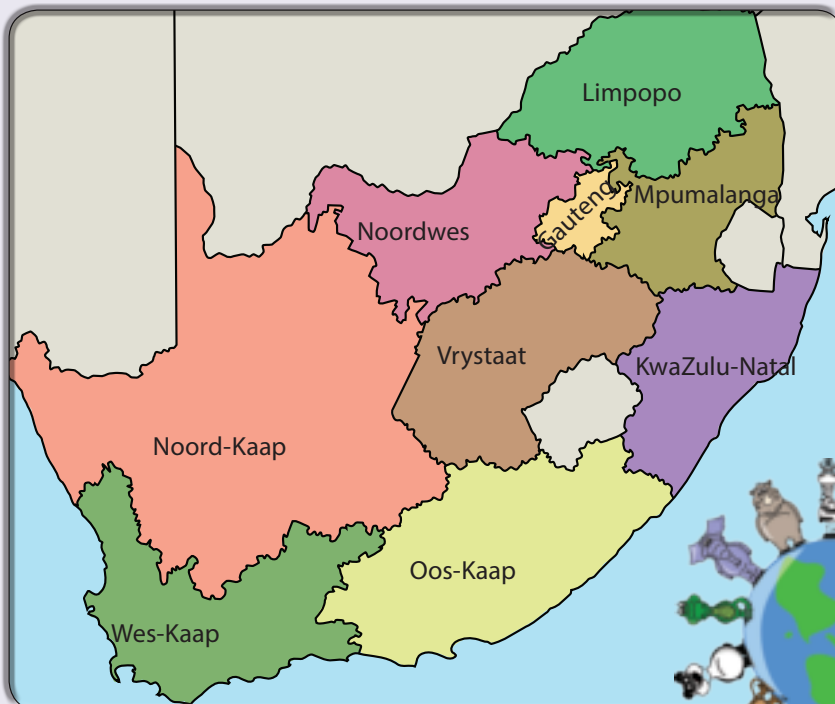 Limpopo
Mpumalanga
Gauteng
Noordwes
Vrystaat
KwaZulu-Natal
Noord-Kaap
Oos-Kaap
Wes-Kaap